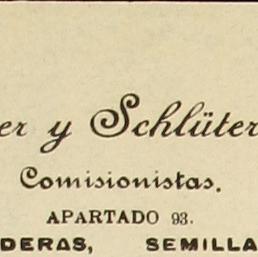 er y Schlüter
Comisionistas.
APARTADO 93.
DERAS, SEMILLA